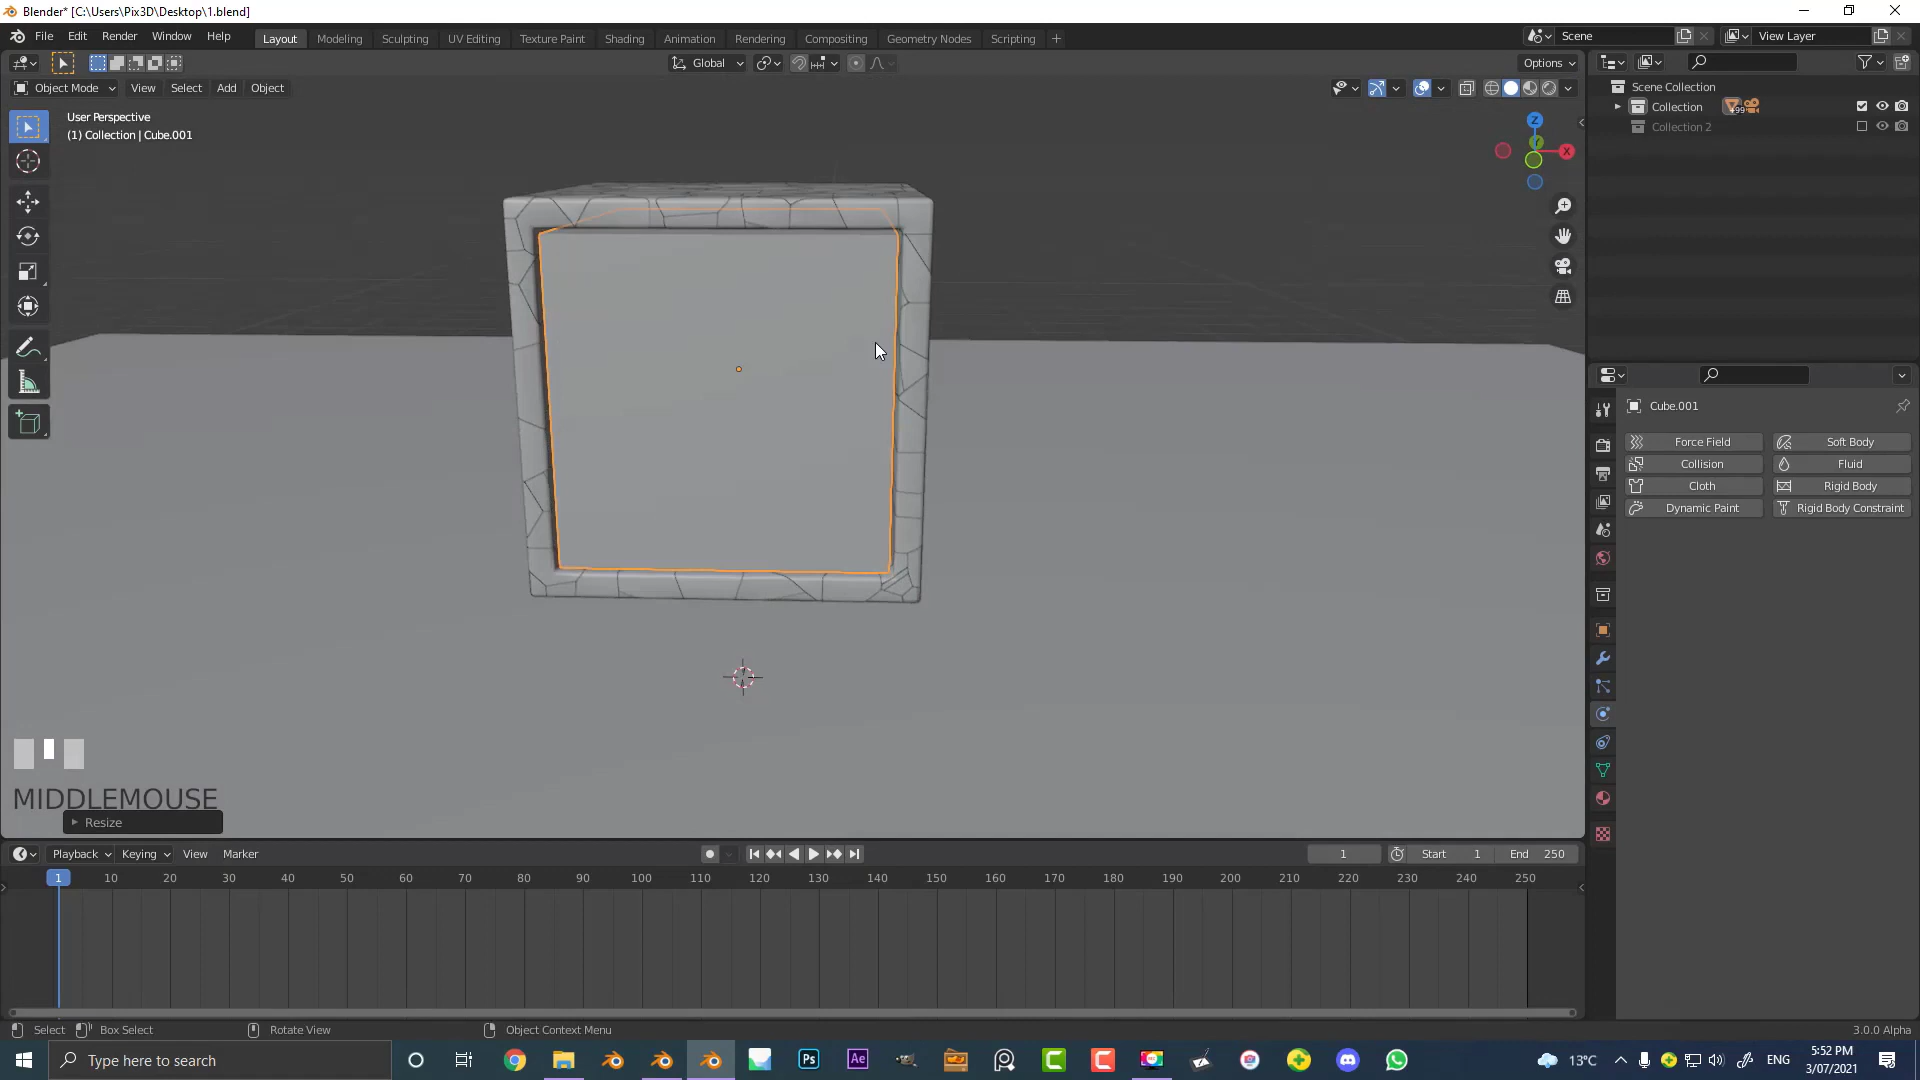 Blender* [C:\Users\Pix3D\Desktop\1.blend]
File Edit Render Window Help
Layout Modeling Sculpting UV Editing Texture Paint Shading Animation Rendering Compositing Geometry Nodes Scripting +
Scene
View Layer
Global
Options
Object Mode View Select Add Object
User Perspective
(1) Collection | Cube.001
Z
Y
X
Scene Collection
Collection
+99
Collection 2
Cube.001
Force Field
Soft Body
Collision
Fluid
Cloth
Rigid Body
Dynamic Paint
Rigid Body Constraint
MIDDLEMOUSE
Resize
Playback Keying View Marker
1
Start 1
End 250
1 10 20 30 40 50 60 70 80 90 100 110 120 130 140 150 160 170 180 190 200 210 220 230 240 250
Select Box Select Rotate View Object Context Menu
3.0.0 Alpha
Type here to search
Ps
Ae
13°C
ENG
5:52 PM
3/07/2021